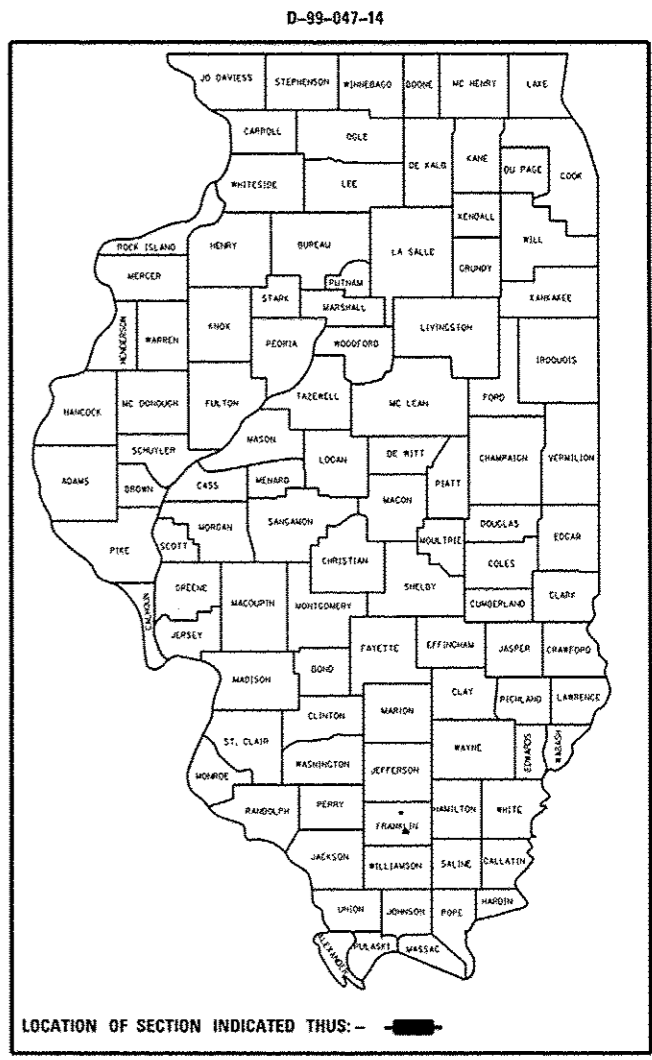 D-99-047-14
JO DAVIESS STEPHENSON WINNEBAGO BOONE MC HENRY LAKE
CARROLL OGLE
DE KALB KANE DU PAGE COOK
WHITESIDE LEE
KENDALL WILL
ROCK ISLAND HENRY BUREAU LA SALLE
GRUNDY
MERCER PUTNAM
STARK MARSHALL KANKAKEE
HENDERSON WARREN KNOX PEORIA WOODFORD LIVINGSTON IROQUOIS
HANCOCK MC DONOUGH FULTON TAZEWELL MC LEAN FORD
SCHUYLER MASON LOGAN DE WITT CHAMPAIGN VERMILION
ADAMS BROWN CASS MENARD MACON PIATT
PIKE SCOTT MORGAN SANGAMON MOULTRIE DOUGLAS EDGAR
CHRISTIAN COLES
CALHOUN GREENE MACOUPIN MONTGOMERY SHELBY CUMBERLAND CLARK
JERSEY FAYETTE EFFINGHAM JASPER CRAWFORD
MADISON BOND
CLINTON MARION CLAY RICHLAND LAWRENCE
ST. CLAIR WAYNE EDWARDS WABASH
MONROE WASHINGTON JEFFERSON
RANDOLPH PERRY FRANKLIN HAMILTON WHITE
JACKSON WILLIAMSON SALINE GALLATIN
UNION JOHNSON POPE HARDIN
ALEXANDER PULASKI MASSAC
LOCATION OF SECTION INDICATED THUS:-